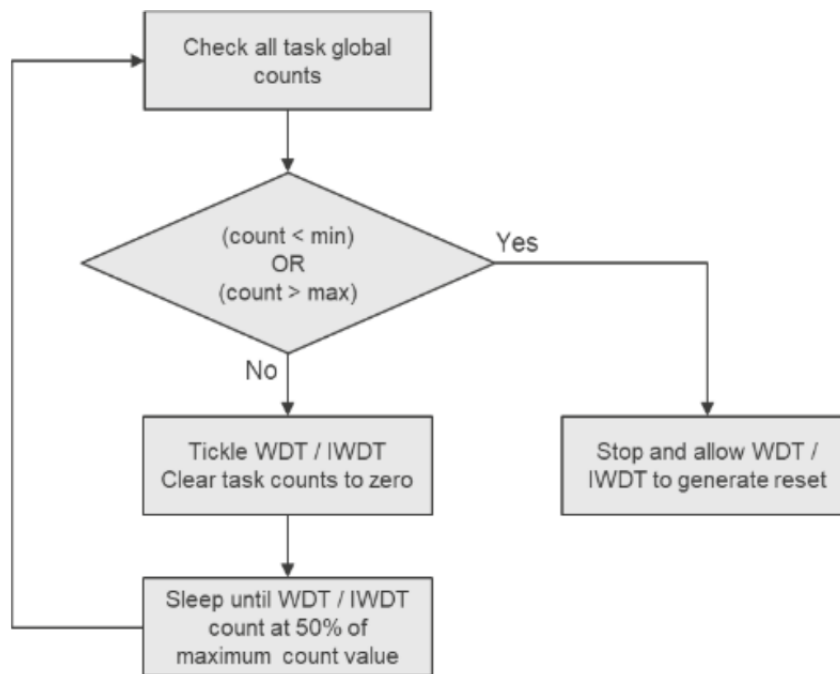 Check all task global
counts
(count < min)
OR
(count > max)
Yes
No
Tickle WDT / IWDT
Clear task counts to zero
Stop and allow WDT /
IWDT to generate reset
Sleep until WDT / IWDT
count at 50% of
maximum count value